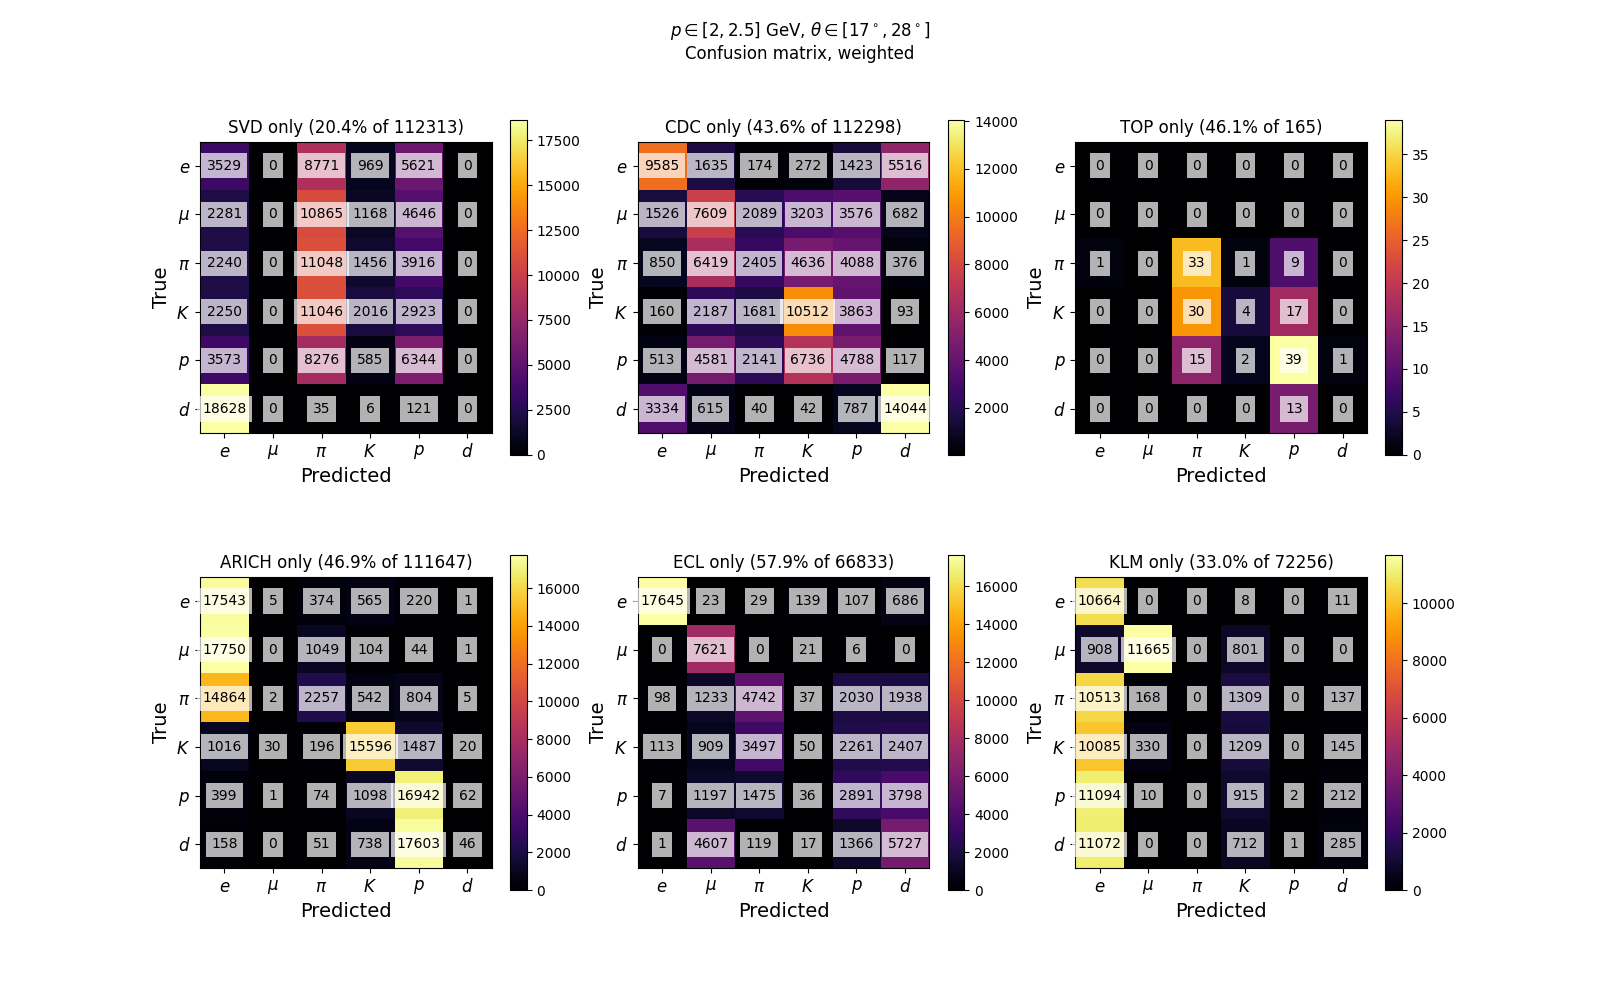 p ∈ [2, 2.5] GeV, θ ∈ [17°, 28°]
Confusion matrix, weighted
SVD only (20.4% of 112313)
e 3529 0 8771 969 5621 0
μ 2281 0 10865 1168 4646 0
π 2240 0 11048 1456 3916 0
K 2250 0 11046 2016 2923 0
p 3573 0 8276 585 6344 0
d 18628 0 35 6 121 0
e μ π K p d
Predicted
True
17500
15000
12500
10000
7500
5000
2500
0
CDC only (43.6% of 112298)
e 9585 1635 174 272 1423 5516
μ 1526 7609 2089 3203 3576 682
π 850 6419 2405 4636 4088 376
K 160 2187 1681 10512 3863 93
p 513 4581 2141 6736 4788 117
d 3334 615 40 42 787 14044
e μ π K p d
Predicted
True
14000
12000
10000
8000
6000
4000
2000
TOP only (46.1% of 165)
e 0 0 0 0 0 0
μ 0 0 0 0 0 0
π 1 0 33 1 9 0
K 0 0 30 4 17 0
p 0 0 15 2 39 1
d 0 0 0 0 13 0
e μ π K p d
Predicted
True
35
30
25
20
15
10
5
0
ARICH only (46.9% of 111647)
e 17543 5 374 565 220 1
μ 17750 0 1049 104 44 1
π 14864 2 2257 542 804 5
K 1016 30 196 15596 1487 20
p 399 1 74 1098 16942 62
d 158 0 51 738 17603 46
e μ π K p d
Predicted
True
16000
14000
12000
10000
8000
6000
4000
2000
0
ECL only (57.9% of 66833)
e 17645 23 29 139 107 686
μ 0 7621 0 21 6 0
π 98 1233 4742 37 2030 1938
K 113 909 3497 50 2261 2407
p 7 1197 1475 36 2891 3798
d 1 4607 119 17 1366 5727
e μ π K p d
Predicted
True
16000
14000
12000
10000
8000
6000
4000
2000
0
KLM only (33.0% of 72256)
e 10664 0 0 8 0 11
μ 908 11665 0 801 0 0
π 10513 168 0 1309 0 137
K 10085 330 0 1209 0 145
p 11094 10 0 915 2 212
d 11072 0 0 712 1 285
e μ π K p d
Predicted
True
10000
8000
6000
4000
2000
0